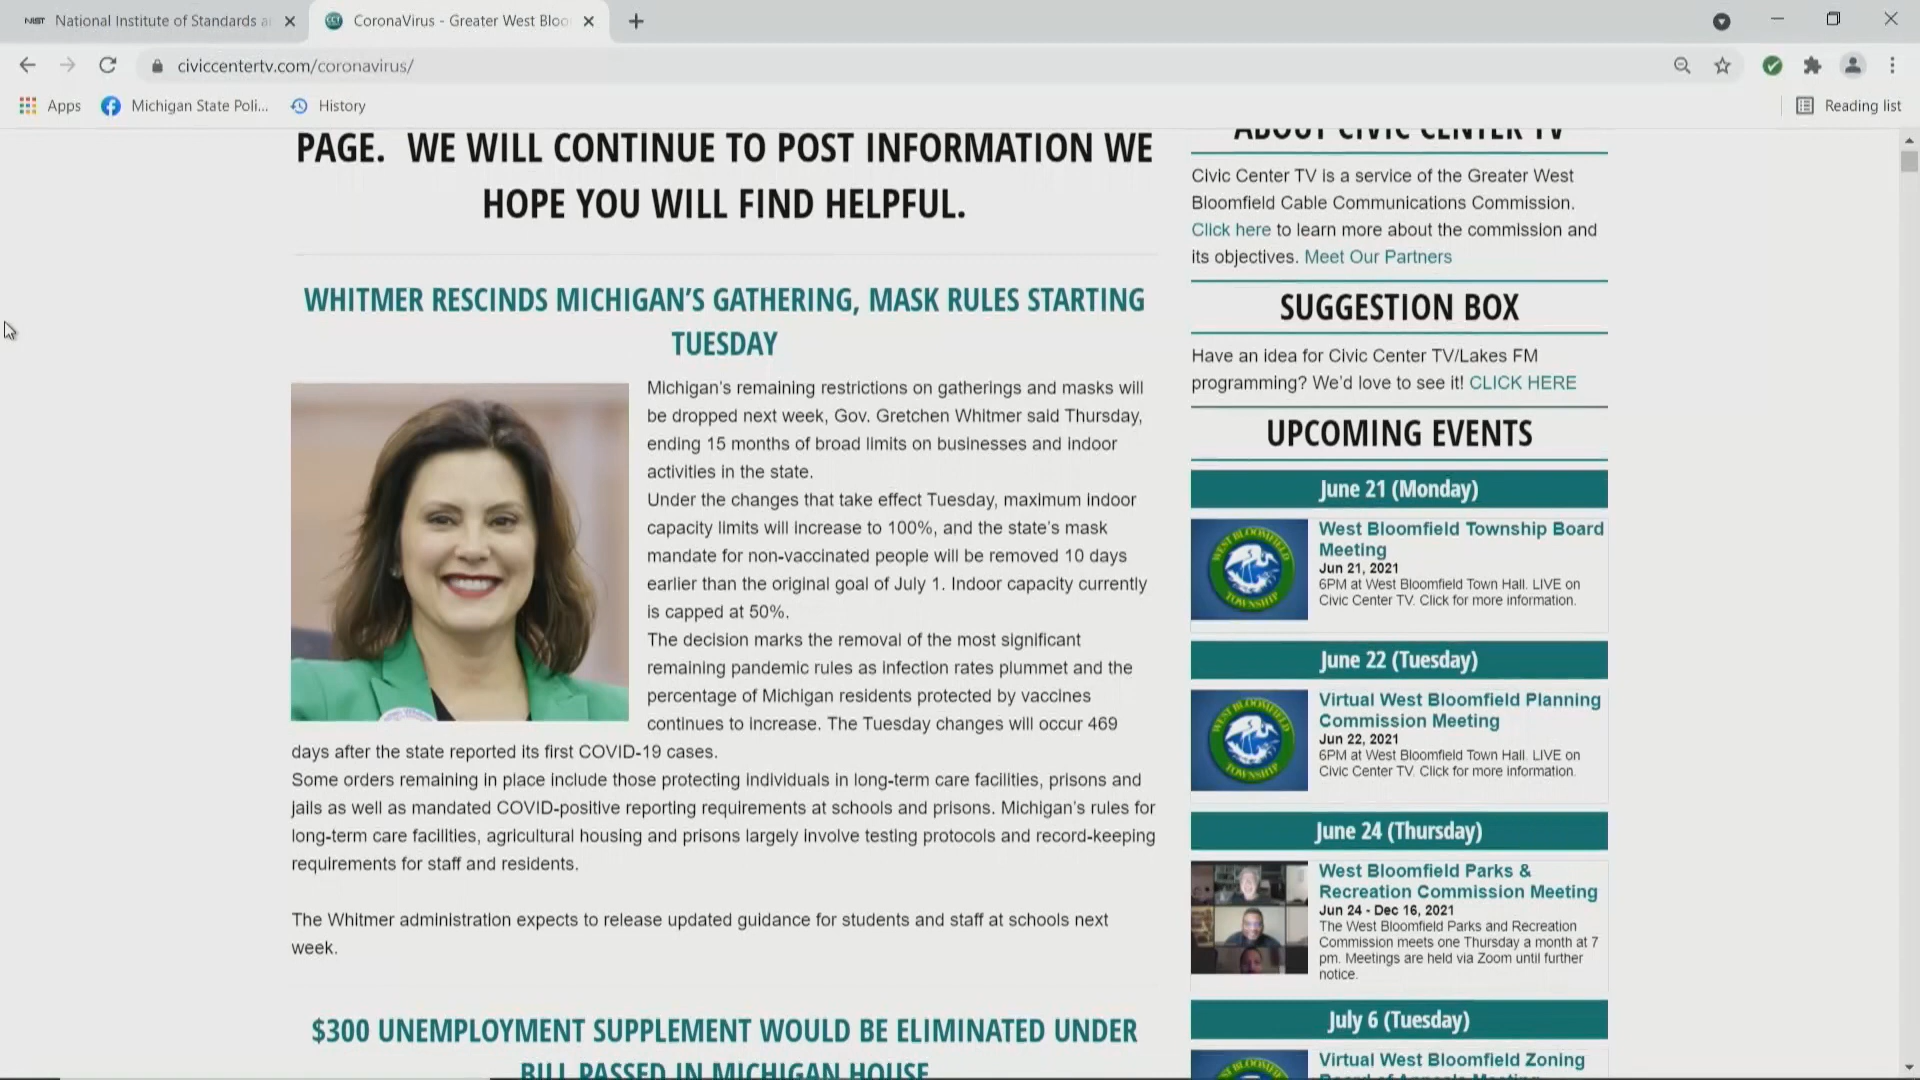 NIST National Institute of Standards a
CoronaVirus - Greater West Bloo
civiccentertv.com/coronavirus/
Apps Michigan State Poli... History Reading list
PAGE. WE WILL CONTINUE TO POST INFORMATION WE
HOPE YOU WILL FIND HELPFUL.
WHITMER RESCINDS MICHIGAN'S GATHERING, MASK RULES STARTING
TUESDAY
Michigan's remaining restrictions on gatherings and masks will
be dropped next week, Gov. Gretchen Whitmer said Thursday,
ending 15 months of broad limits on businesses and indoor
activities in the state.
Under the changes that take effect Tuesday, maximum indoor
capacity limits will increase to 100%, and the state's mask
mandate for non-vaccinated people will be removed 10 days
earlier than the original goal of July 1. Indoor capacity currently
is capped at 50%.
The decision marks the removal of the most significant
remaining pandemic rules as infection rates plummet and the
percentage of Michigan residents protected by vaccines
continues to increase. The Tuesday changes will occur 469
days after the state reported its first COVID-19 cases.
Some orders remaining in place include those protecting individuals in long-term care facilities, prisons and
jails as well as mandated COVID-positive reporting requirements at schools and prisons. Michigan's rules for
long-term care facilities, agricultural housing and prisons largely involve testing protocols and record-keeping
requirements for staff and residents.
The Whitmer administration expects to release updated guidance for students and staff at schools next
week.
$300 UNEMPLOYMENT SUPPLEMENT WOULD BE ELIMINATED UNDER
BILL PASSED IN MICHIGAN HOUSE
ABOUT CIVIC CENTER TV
Civic Center TV is a service of the Greater West
Bloomfield Cable Communications Commission.
Click here to learn more about the commission and
its objectives. Meet Our Partners
SUGGESTION BOX
Have an idea for Civic Center TV/Lakes FM
programming? We'd love to see it! CLICK HERE
UPCOMING EVENTS
June 21 (Monday)
WEST BLOOMFIELD TOWNSHIP
West Bloomfield Township Board
Meeting
Jun 21, 2021
6PM at West Bloomfield Town Hall. LIVE on
Civic Center TV. Click for more information.
June 22 (Tuesday)
WEST BLOOMFIELD TOWNSHIP
Virtual West Bloomfield Planning
Commission Meeting
Jun 22, 2021
6PM at West Bloomfield Town Hall. LIVE on
Civic Center TV. Click for more information.
June 24 (Thursday)
West Bloomfield Parks &
Recreation Commission Meeting
Jun 24 - Dec 16, 2021
The West Bloomfield Parks and Recreation
Commission meets one Thursday a month at 7
pm. Meetings are held via Zoom until further
notice.
July 6 (Tuesday)
Virtual West Bloomfield Zoning
Board of Appeals Meeting